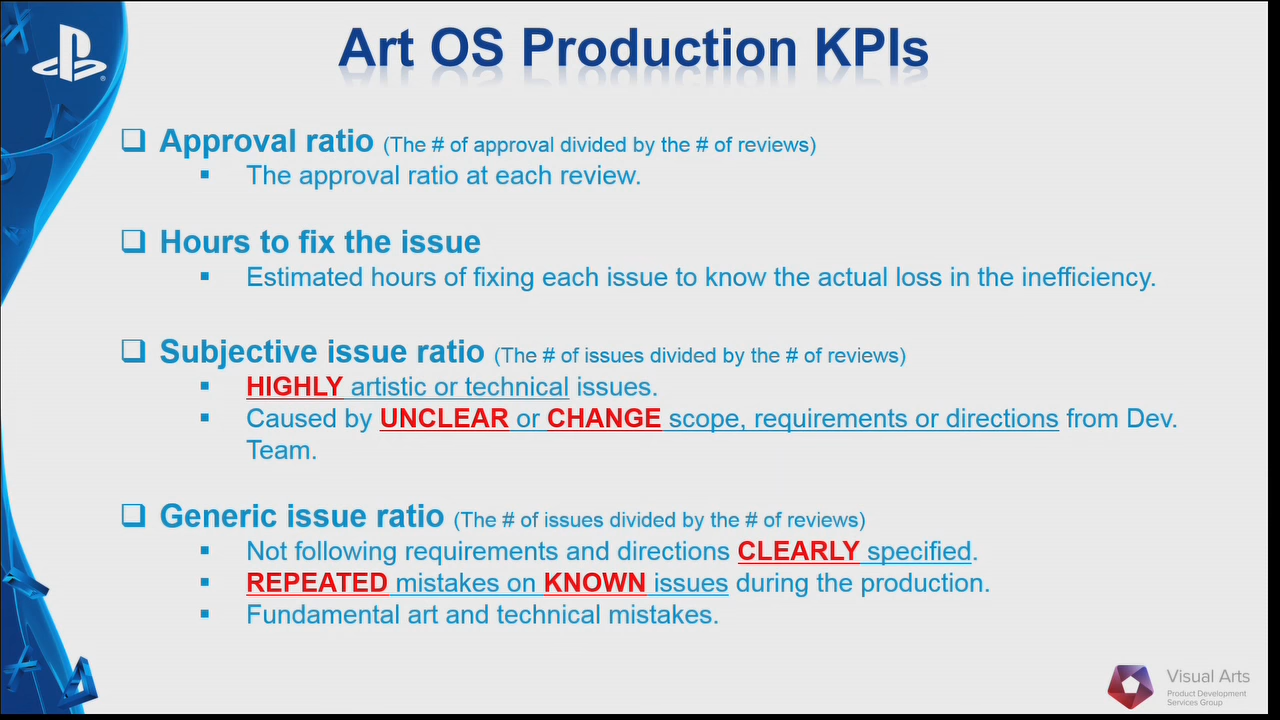 Art OS Production KPIs
Approval ratio (The # of approval divided by the # of reviews)
The approval ratio at each review.
Hours to fix the issue
Estimated hours of fixing each issue to know the actual loss in the inefficiency.
Subjective issue ratio (The # of issues divided by the # of reviews)
HIGHLY artistic or technical issues.
Caused by UNCLEAR or CHANGE scope, requirements or directions from Dev.
Team.
Generic issue ratio (The # of issues divided by the # of reviews)
Not following requirements and directions CLEARLY specified.
REPEATED mistakes on KNOWN issues during the production.
Fundamental art and technical mistakes.
Visual Arts
Product Development
Services Group